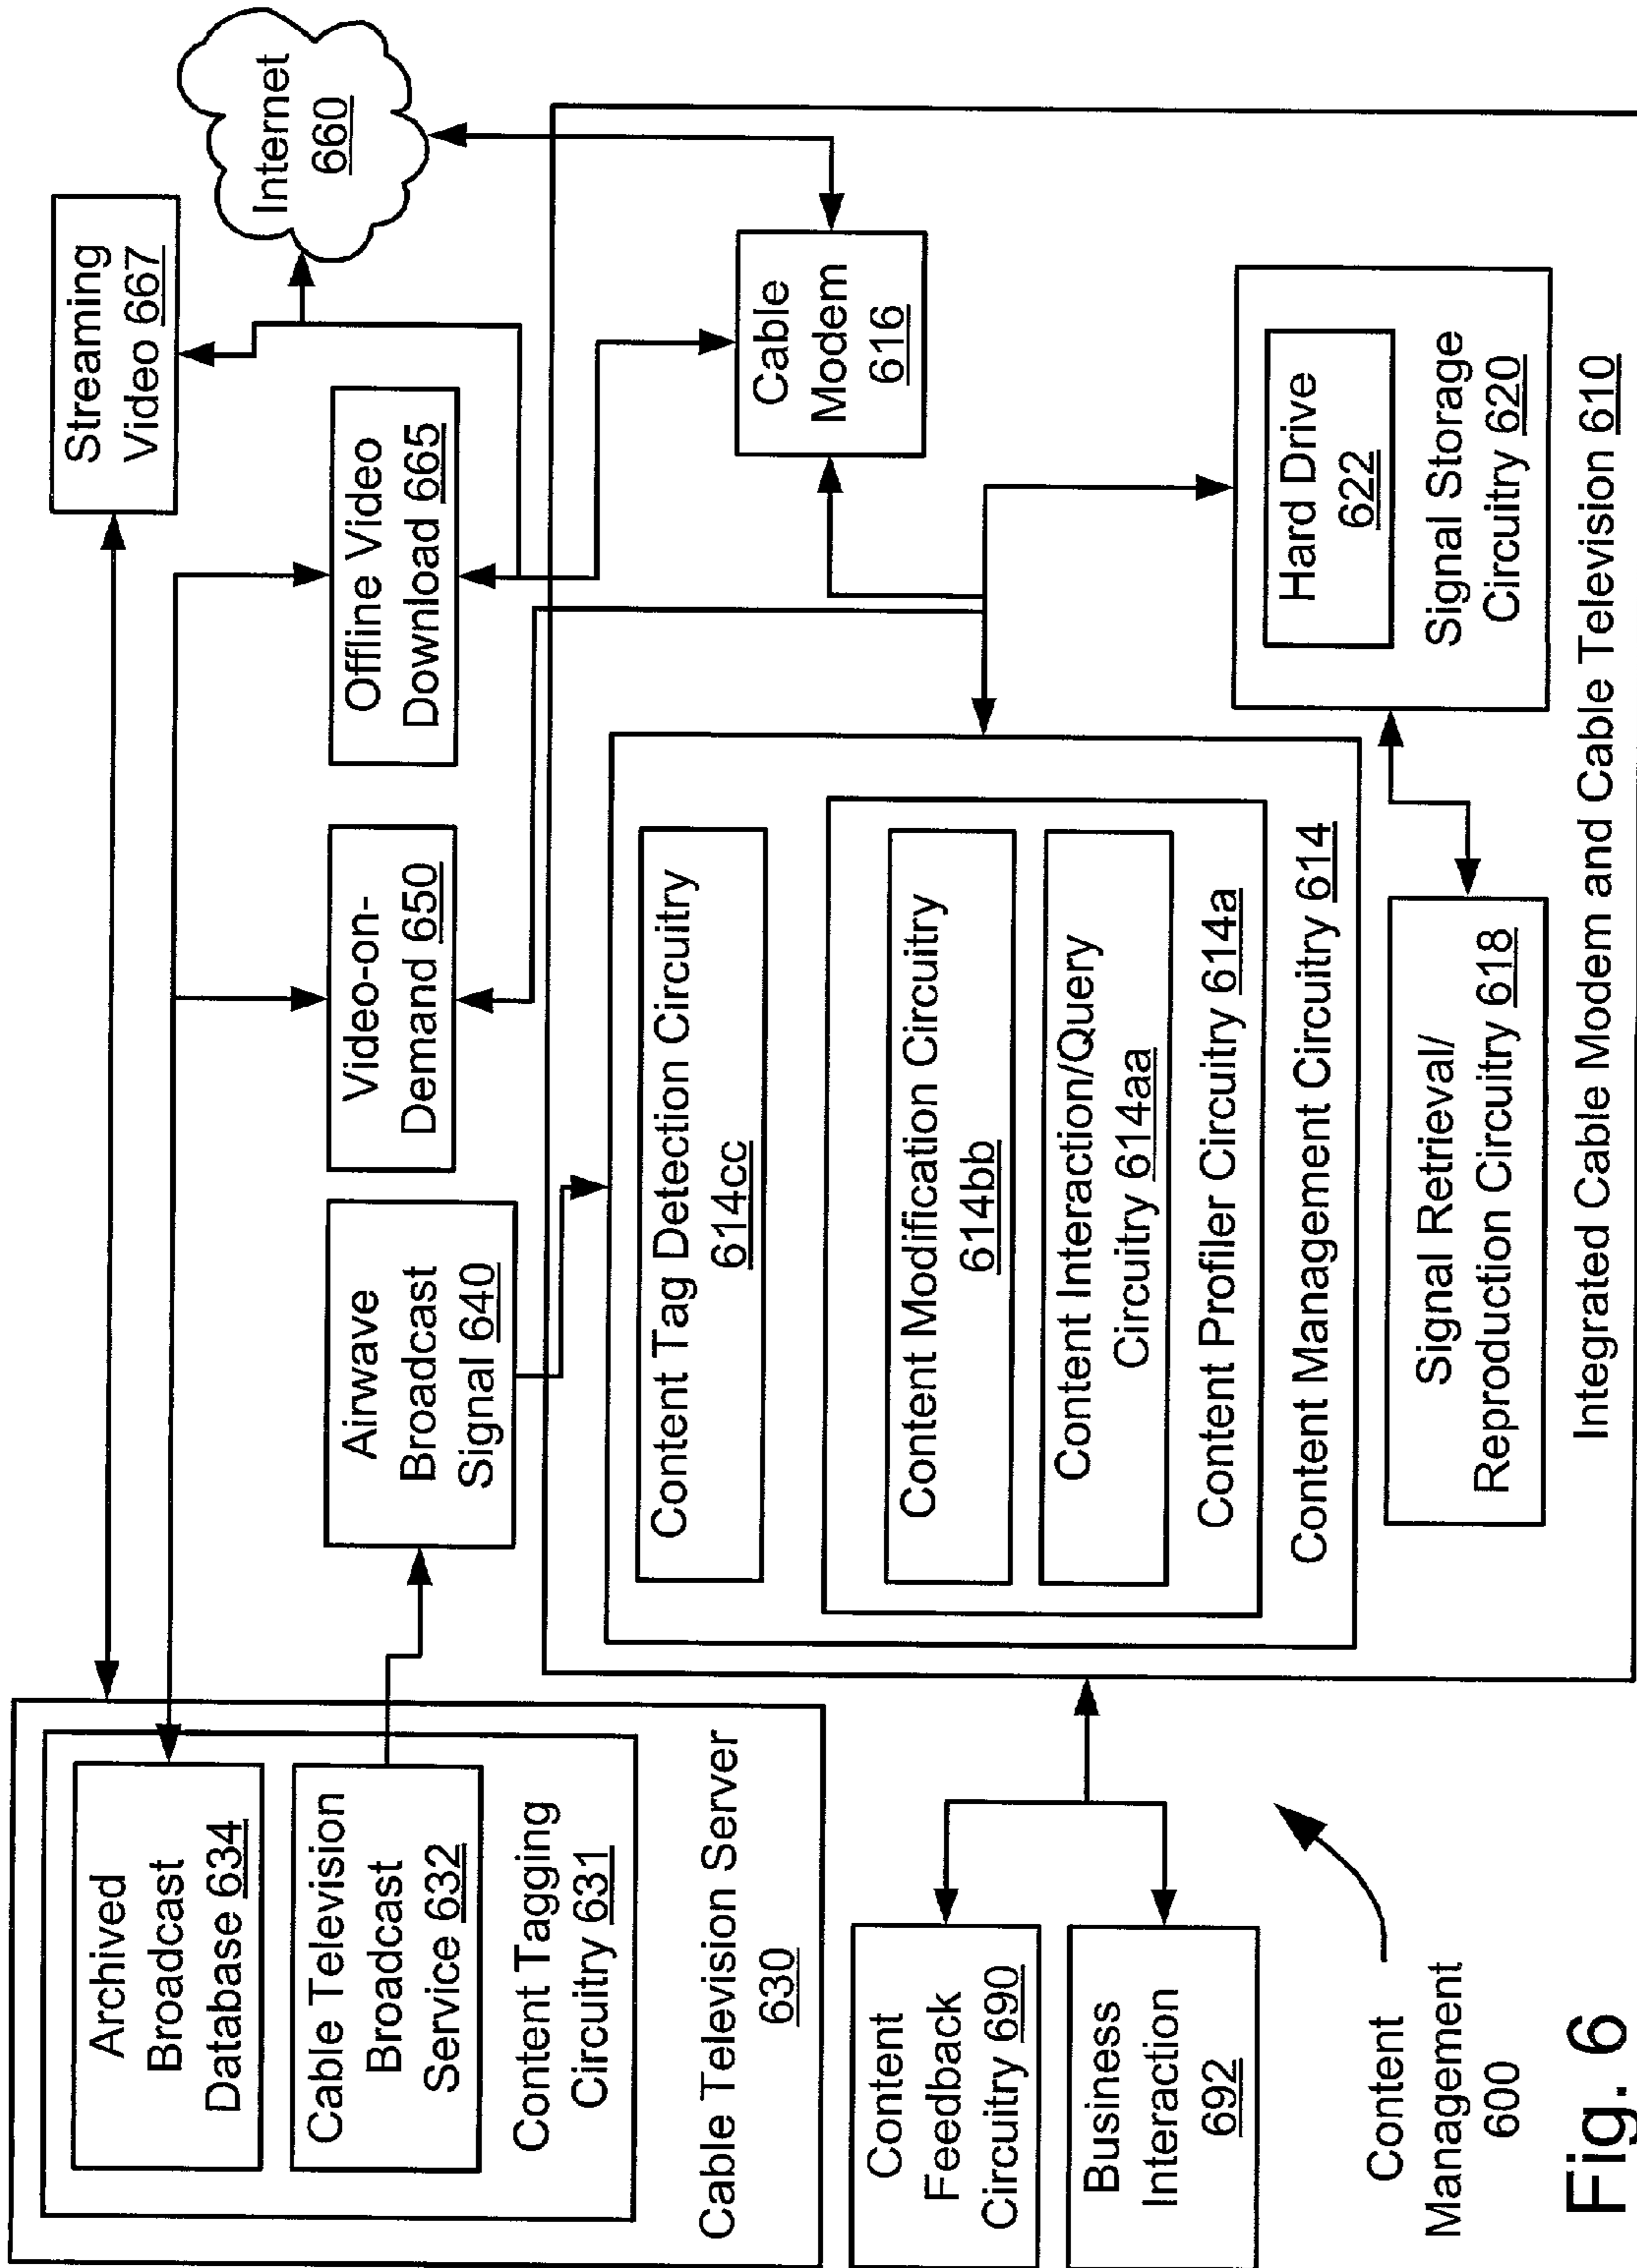 Archived
Broadcast
Database 634
Cable Television
Broadcast
Service 632
Content Tagging
Circuitry 631
Cable Television Server
630
Content
Feedback
Circuitry 690
Business
Interaction
692
Content
Management
600
Fig. 6
Airwave
Broadcast
Signal 640
Video-on-
Demand 650
Offline Video
Download 665
Streaming
Video 667
Internet
660
Content Tag Detection Circuitry
614cc
Content Modification Circuitry
614bb
Content Interaction/Query
Circuitry 614aa
Content Profiler Circuitry 614a
Content Management Circuitry 614
Cable
Modem
616
Hard Drive
622
Signal Storage
Circuitry 620
Signal Retrieval/
Reproduction Circuitry 618
Integrated Cable Modem and Cable Television 610